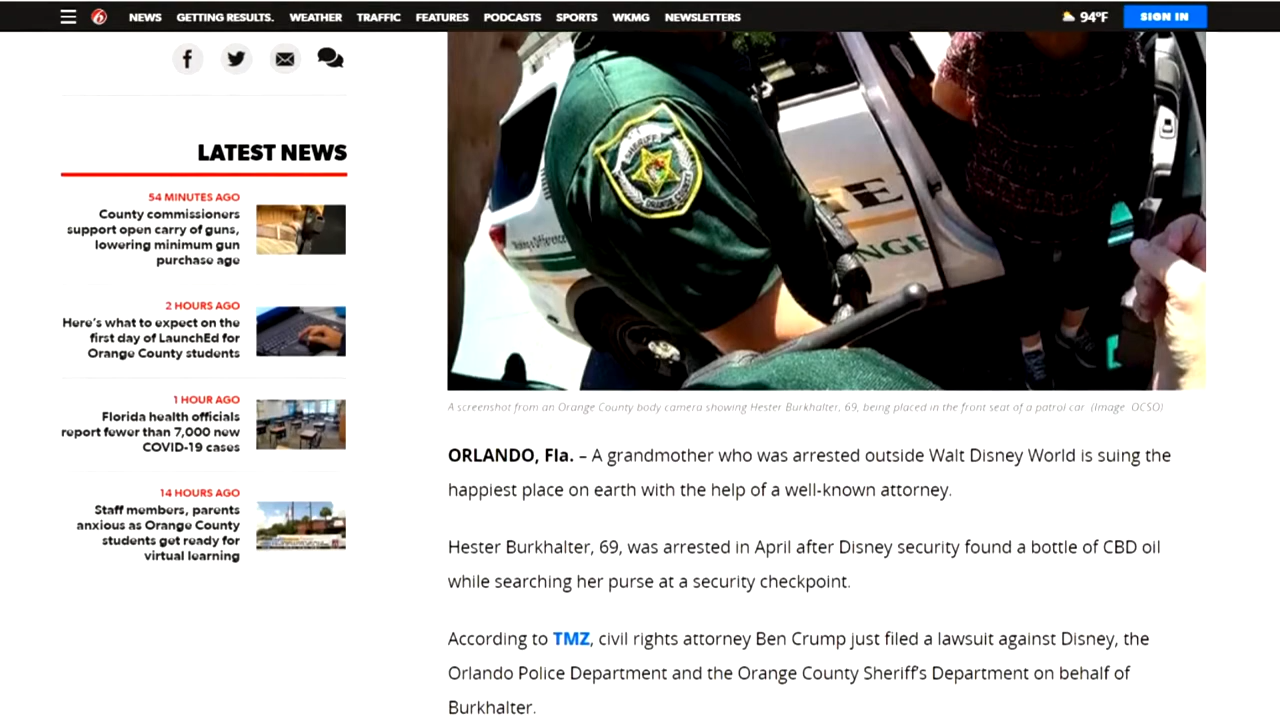 6 NEWS GETTING RESULTS. WEATHER TRAFFIC FEATURES PODCASTS SPORTS WKMG NEWSLETTERS 94°F SIGN IN
LATEST NEWS
54 MINUTES AGO
County commissioners
support open carry of guns,
lowering minimum gun
purchase age
2 HOURS AGO
Here's what to expect on the
first day of LaunchEd for
Orange County students
1 HOUR AGO
Florida health officials
report fewer than 7,000 new
COVID-19 cases
14 HOURS AGO
Staff members, parents
anxious as Orange County
students get ready for
virtual learning
SHERIFF
ORANGE COUNTY
NGE
A screenshot from an Orange County body camera showing Hester Burkhalter, 69, being placed in the front seat of a patrol car (Image OCSO)
ORLANDO, Fla. – A grandmother who was arrested outside Walt Disney World is suing the
happiest place on earth with the help of a well-known attorney.
Hester Burkhalter, 69, was arrested in April after Disney security found a bottle of CBD oil
while searching her purse at a security checkpoint.
According to TMZ, civil rights attorney Ben Crump just filed a lawsuit against Disney, the
Orlando Police Department and the Orange County Sheriff's Department on behalf of
Burkhalter.